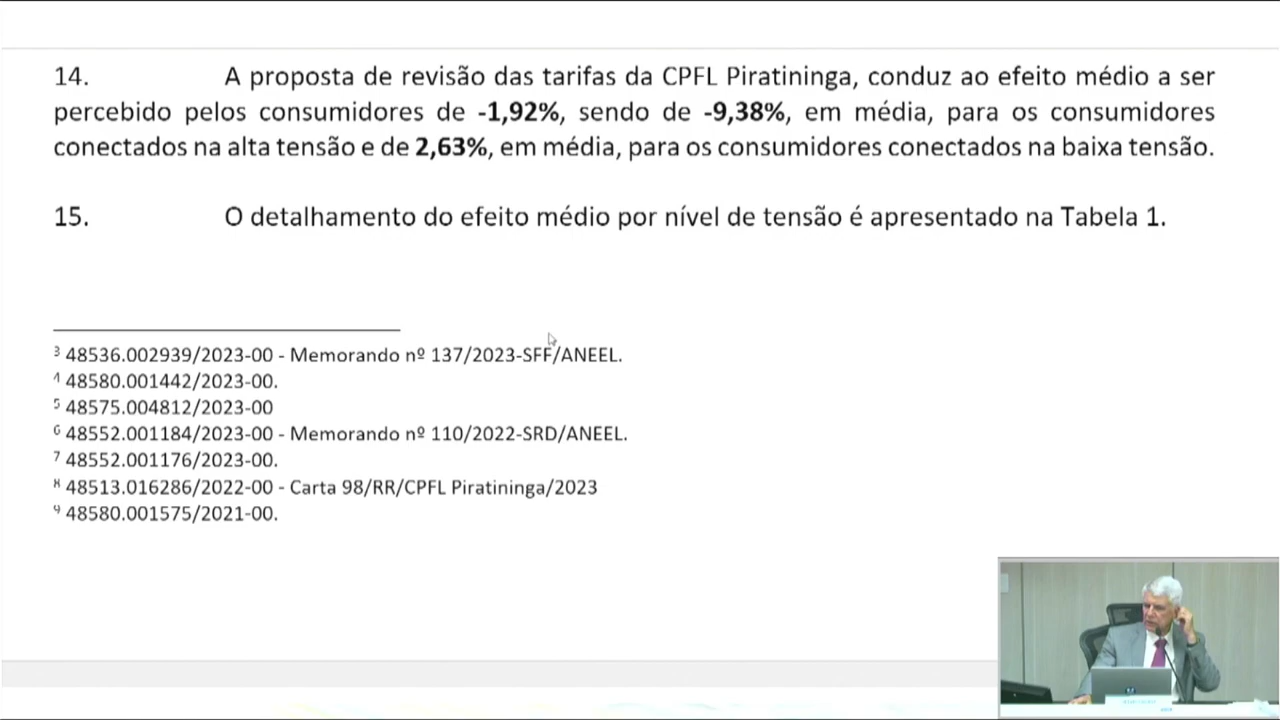 14. A proposta de revisão das tarifas da CPFL Piratininga, conduz ao efeito médio a ser
percebido pelos consumidores de -1,92%, sendo de -9,38%, em média, para os consumidores
conectados na alta tensão e de 2,63%, em média, para os consumidores conectados na baixa tensão.
15. O detalhamento do efeito médio por nível de tensão é apresentado na Tabela 1.
3 48536.002939/2023-00 - Memorando nº 137/2023-SFF/ANEEL.
4 48580.001442/2023-00.
5 48575.004812/2023-00
6 48552.001184/2023-00 - Memorando nº 110/2022-SRD/ANEEL.
7 48552.001176/2023-00.
8 48513.016286/2022-00 - Carta 98/RR/CPFL Piratininga/2023
9 48580.001575/2021-00.